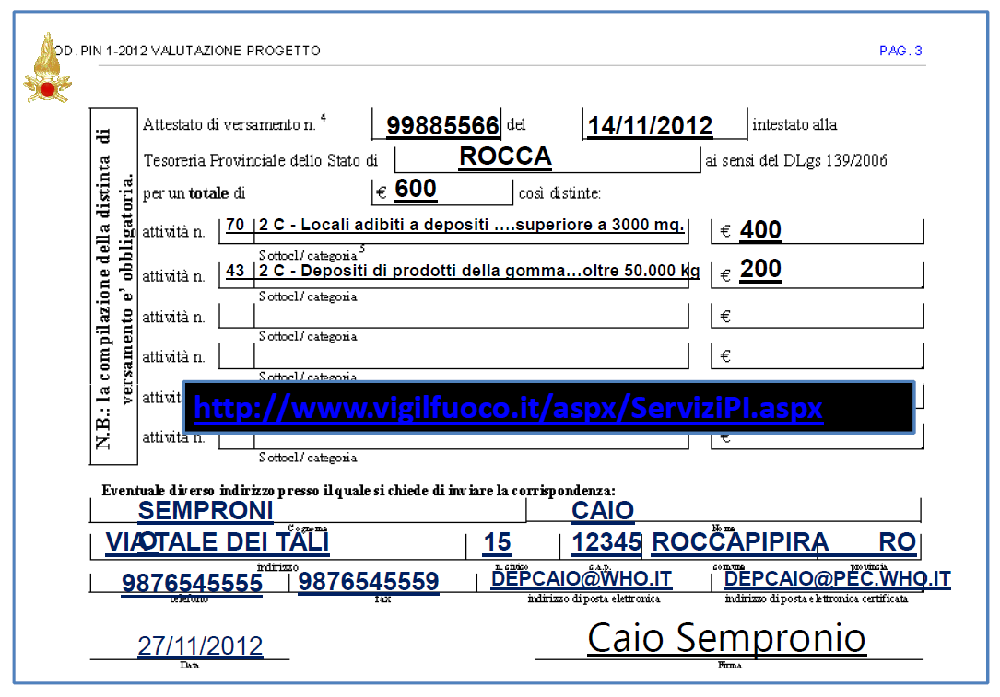 OD. PIN 1-2012 VALUTAZIONE PROGETTO PAG. 3
N.B.: la compilazione della distinta di versamento e' obbligatoria.
Attestato di versamento n. 4 99885566 del 14/11/2012 intestato alla
Tesoreria Provinciale dello Stato di ROCCA ai sensi del DLgs 139/2006
per un totale di € 600 così distinte:
attività n. 70 2 C - Locali adibiti a depositi ….superiore a 3000 mq. € 400
Sottocl./ categoria 5
attività n. 43 2 C - Depositi di prodotti della gomma…oltre 50.000 kg € 200
Sottocl./ categoria
attività n. €
Sottocl./ categoria
attività n. €
Sottocl./ categoria
attivit
http://www.vigilfuoco.it/aspx/ServiziPI.aspx
attività n. €
Sottocl./ categoria
Eventuale diverso indirizzo presso il quale si chiede di inviare la corrispondenza:
SEMPRONIO CAIO
Cognome Nome
VIA TALE DEI TALI 15 12345 ROCCAPIPIRA RO
indirizzo n. civico c.a.p. comune provincia
9876545555 9876545559 DEPCAIO@WHO.IT DEPCAIO@PEC.WHO.IT
telefono fax indirizzo di posta elettronica indirizzo di posta elettronica certificata
27/11/2012 Caio Sempronio
Data Firma